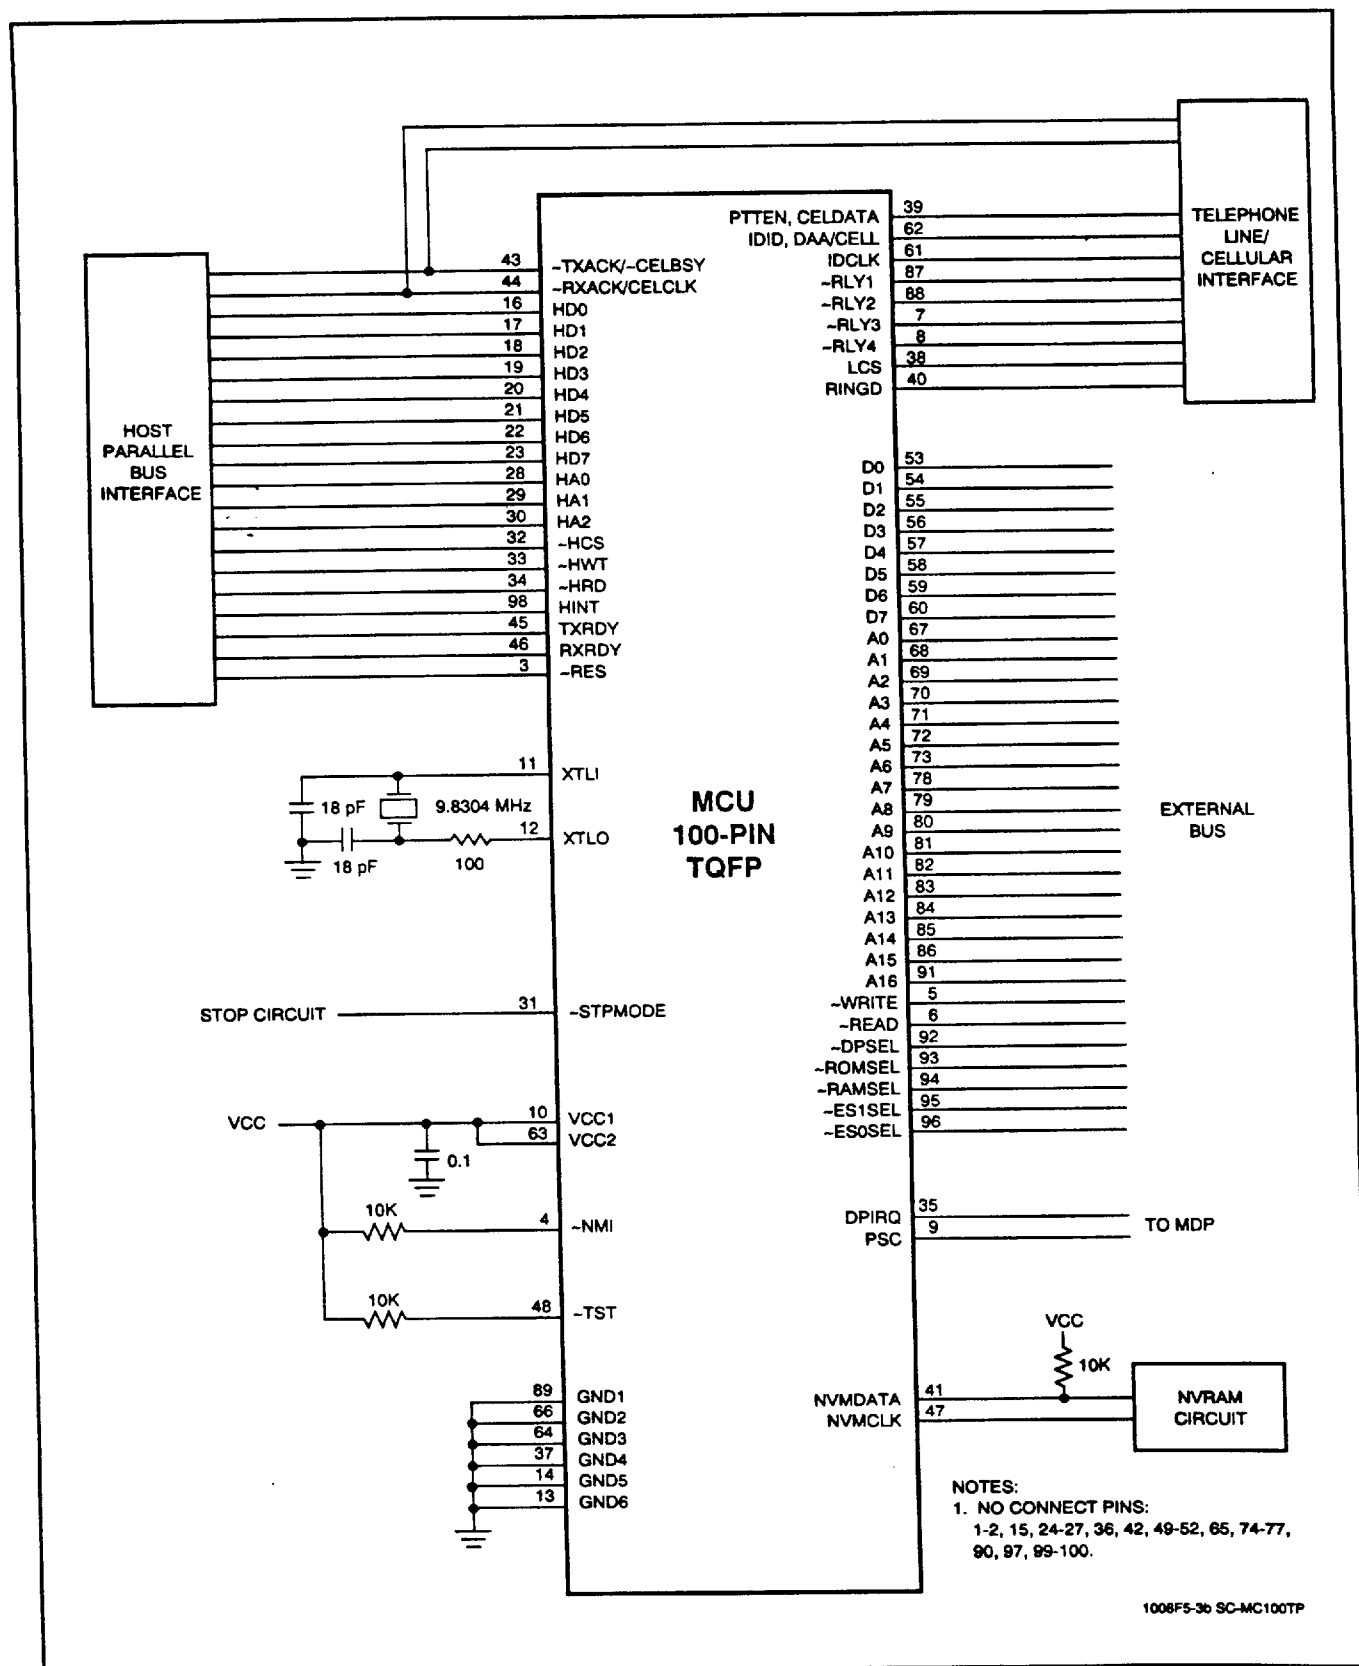 HOST
PARALLEL
BUS
INTERFACE
43 ~TXACK/~CELBSY
44 ~RXACK/CELCLK
16 HD0
17 HD1
18 HD2
19 HD3
20 HD4
21 HD5
22 HD6
23 HD7
28 HA0
29 HA1
30 HA2
32 ~HCS
33 ~HWT
34 ~HRD
98 HINT
45 TXRDY
46 RXRDY
3 ~RES
11 XTLI
18 pF
9.8304 MHz
12 XTLO
18 pF
100
STOP CIRCUIT
31 ~STPMODE
VCC
10 VCC1
63 VCC2
0.1
10K
4 ~NMI
10K
48 ~TST
89 GND1
66 GND2
64 GND3
37 GND4
14 GND5
13 GND6
MCU
100-PIN
TQFP
PTTEN, CELDATA 39
IDID, DAA/CELL 62
IDCLK 61
~RLY1 87
~RLY2 88
~RLY3 7
~RLY4 8
LCS 38
RINGD 40
TELEPHONE
LINE/
CELLULAR
INTERFACE
D0 53
D1 54
D2 55
D3 56
D4 57
D5 58
D6 59
D7 60
A0 67
A1 68
A2 69
A3 70
A4 71
A5 72
A6 73
A7 78
A8 79
A9 80
A10 81
A11 82
A12 83
A13 84
A14 85
A15 86
A16 91
~WRITE 5
~READ 6
~DPSEL 92
~ROMSEL 93
~RAMSEL 94
~ES1SEL 95
~ES0SEL 96
EXTERNAL
BUS
DPIRQ 35
PSC 9
TO MDP
VCC
10K
NVMDATA 41
NVMCLK 47
NVRAM
CIRCUIT
NOTES:
1. NO CONNECT PINS:
1-2, 15, 24-27, 36, 42, 49-52, 65, 74-77,
90, 97, 99-100.
1006F5-3b SC-MC100TP